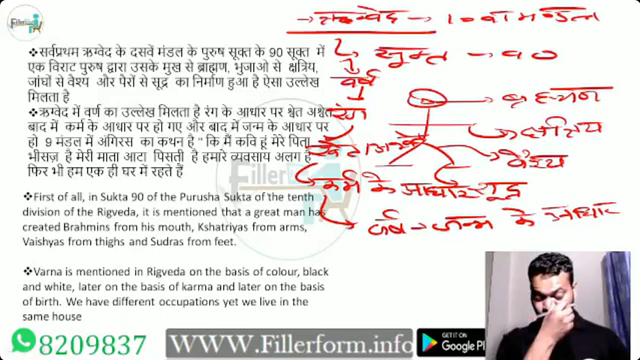 Filler form
ऋग्वेद 10 वा मण्डल
सूक्त - 90
वर्ण
रंग
ब्राह्मण
क्षत्रिय
वैश्य
शूद्र
कर्म के आधार
वर्ण - जन्म के आधार
सर्वप्रथम ऋग्वेद के दसवें मंडल के पुरुष सूक्त के 90 सूक्त में
एक विराट पुरुष द्वारा उसके मुख से ब्राह्मण, भुजाओ से क्षत्रिय,
जांघों से वैश्य और पैरों से सूद्र का निर्माण हुआ है ऐसा उल्लेख
मिलता है
ऋग्वेद में वर्ण का उल्लेख मिलता है रंग के आधार पर श्वेत अश्वेत
बाद में कर्म के आधार पर हो गए और बाद में जन्म के आधार पर
हो 9 मंडल में अंगिरस का कथन है " कि मैं कवि हूं मेरे पिता
भीसज़ है मेरी माता आटा पिसती है हमारे व्यवसाय अलग है
फिर भी हम एक ही घर में रहते हैं
First of all, in Sukta 90 of the Purusha Sukta of the tenth
division of the Rigveda, it is mentioned that a great man has
created Brahmins from his mouth, Kshatriyas from arms,
Vaishyas from thighs and Sudras from feet.
Varna is mentioned in Rigveda on the basis of colour, black
and white, later on the basis of karma and later on the basis
of birth. We have different occupations yet we live in the
same house
8209837
www.Fillerform.info
GET IT ON
Google Pl